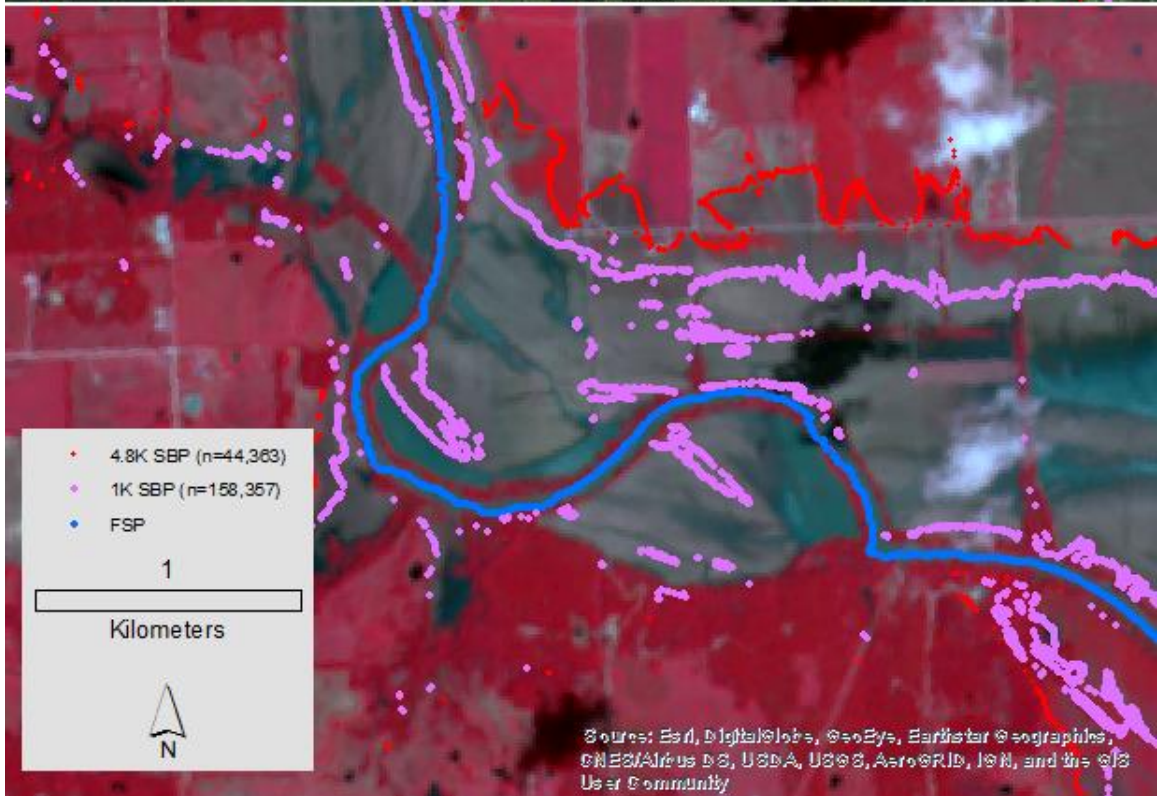 4.8K SBP (n=44,363)
1K SBP (n=158,357)
FSP
1
Kilometers
N
Source: Esri, DigitalGlobe, GeoEye, Earthstar Geographics,
CNES/Airbus DS, USDA, USGS, AeroGRID, IGN, and the GIS
User Community